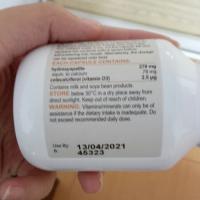 EACH CAPSULE CONTAINS:
hydroxyapatite 279 mg
equiv. to calcium 75 mg
colecalciferol (vitamin D3) 2.5 µg
Contains milk and soya bean products.
STORE below 30°C in a dry place away from
direct sunlight. Keep out of reach of children.
WARNING. Vitamins/minerals can only be of
assistance if the dietary intake is inadequate. Do
not exceed recommended daily dose.
Use By:
B:
13/04/2021
45323